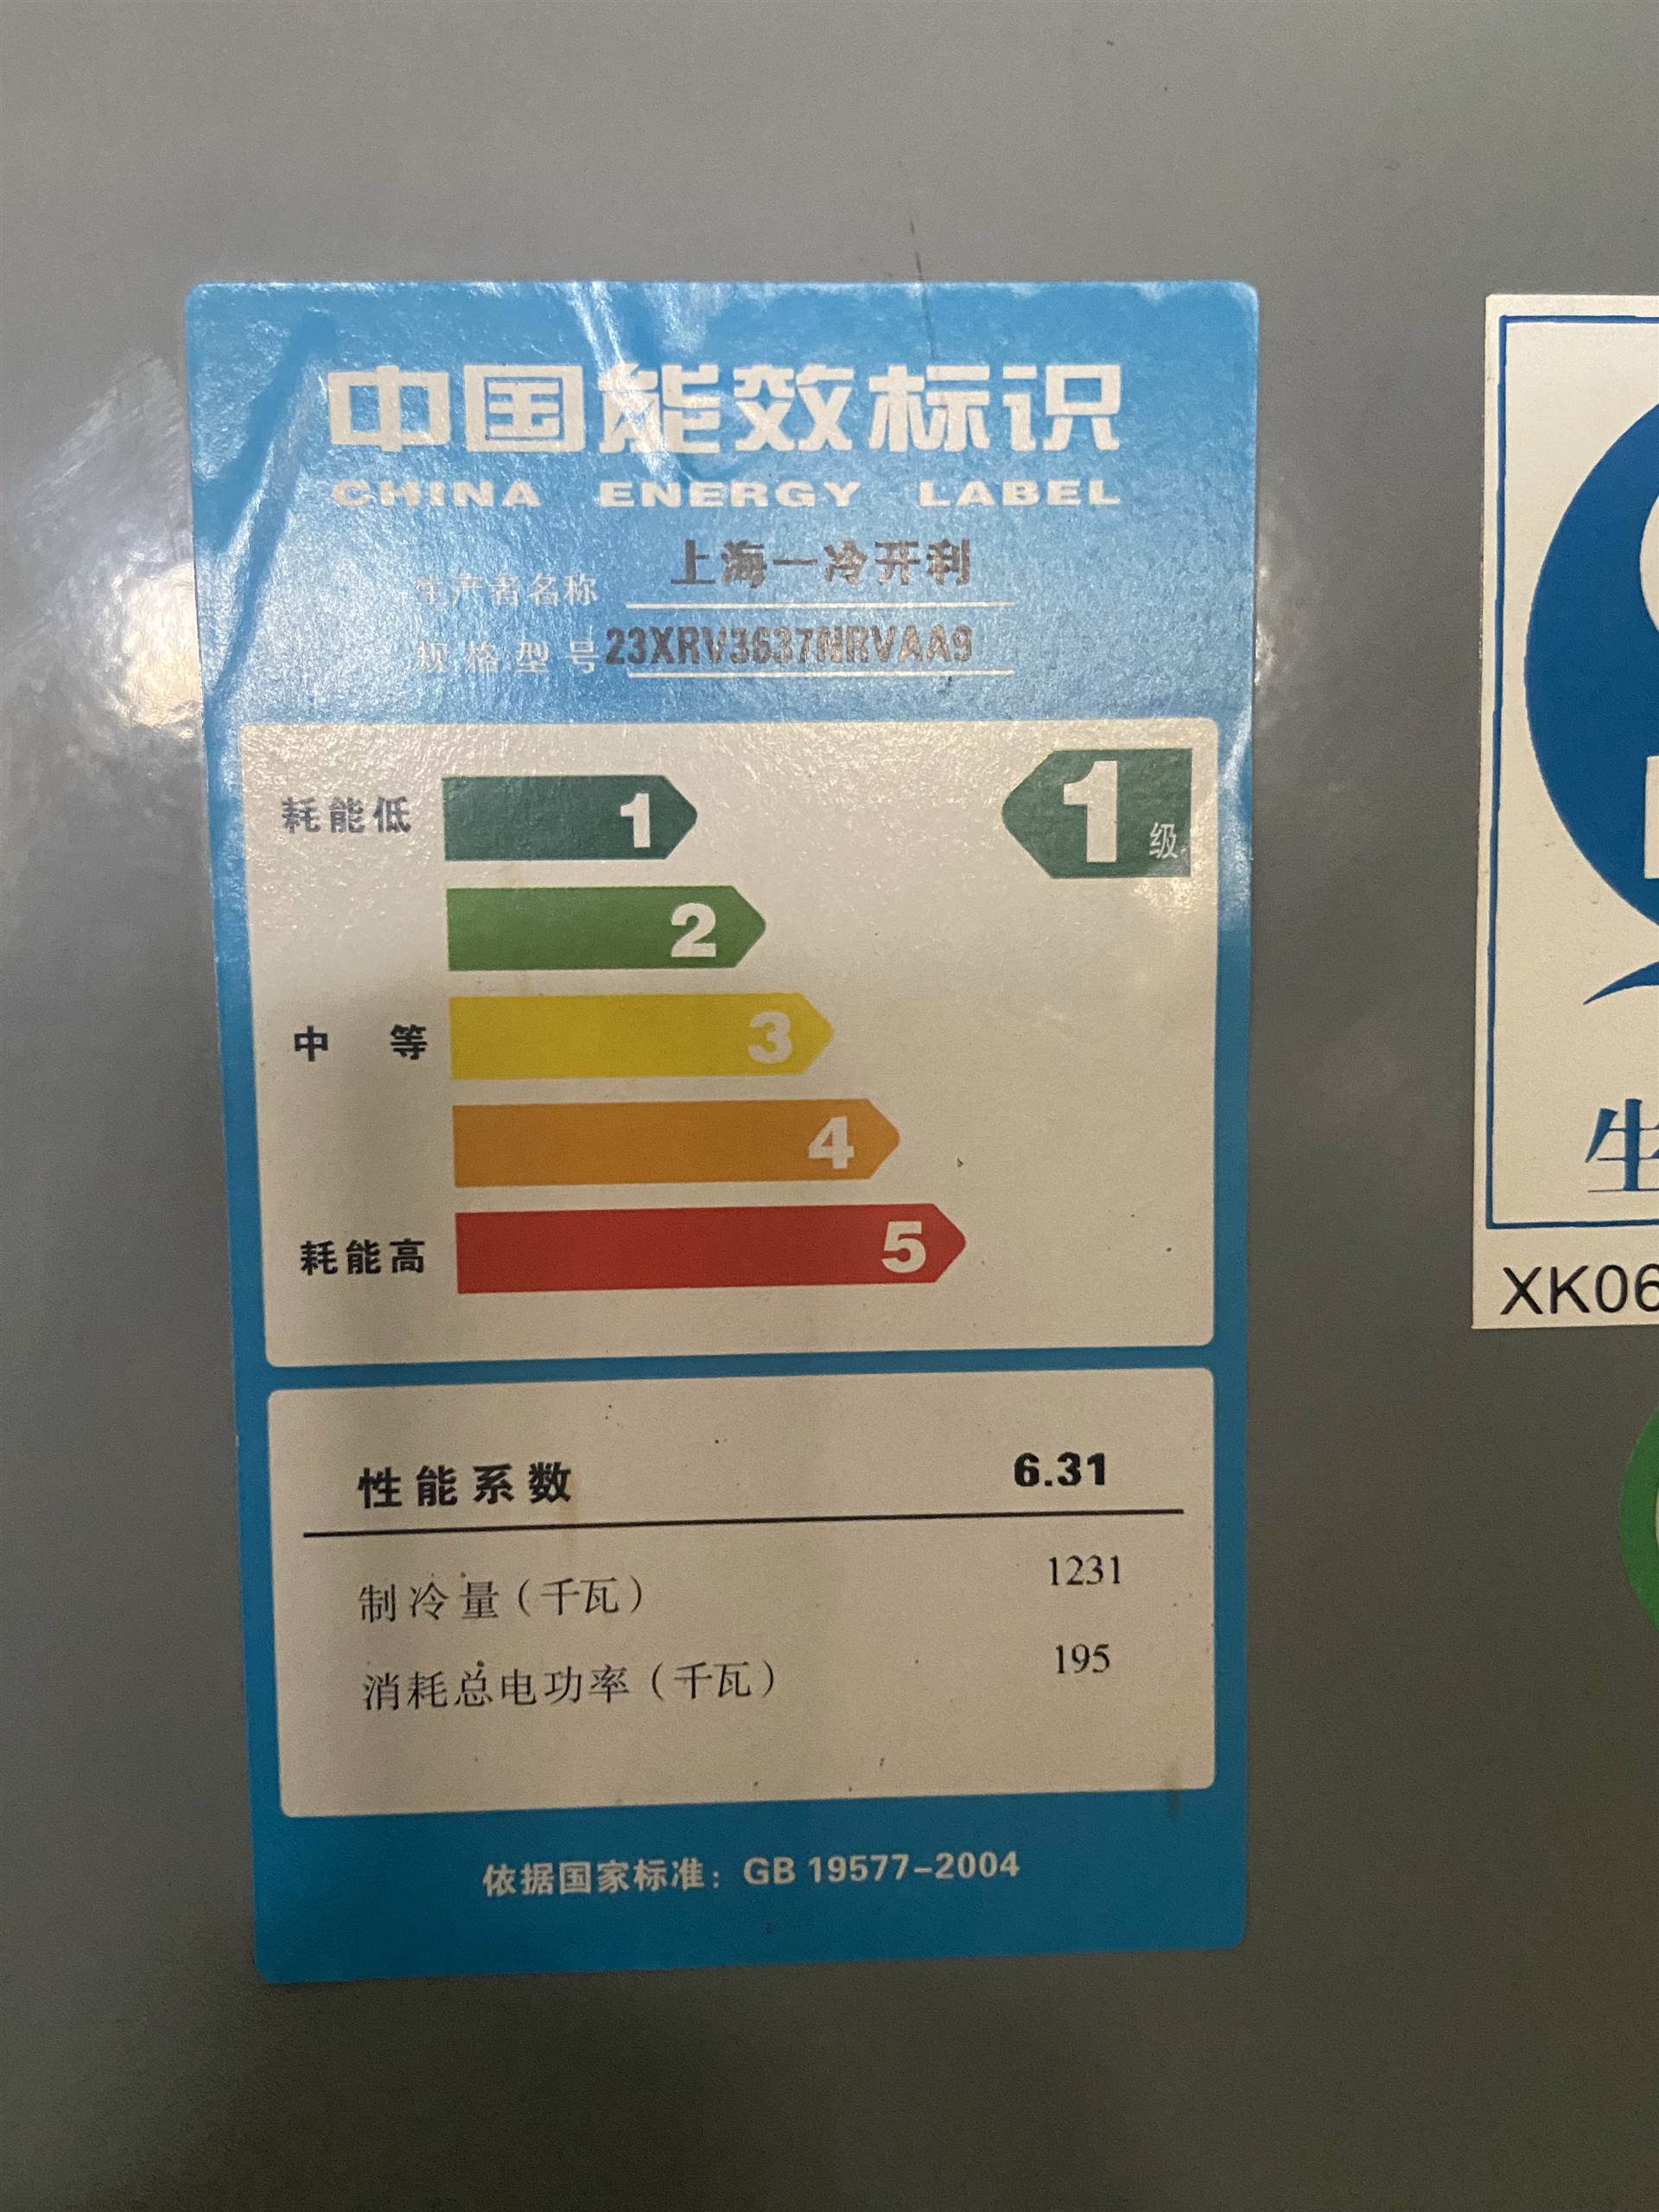 中国能效标识
CHINA ENERGY LABEL
生产者名称 上海一冷开利
规格型号 23XRV3637NRVAA9
耗能低 1 1级
2
中 等 3
4
耗能高 5
性能系数 6.31
制冷量(千瓦) 1231
消耗总电功率(千瓦) 195
依据国家标准: GB 19577-2004
生
XK06